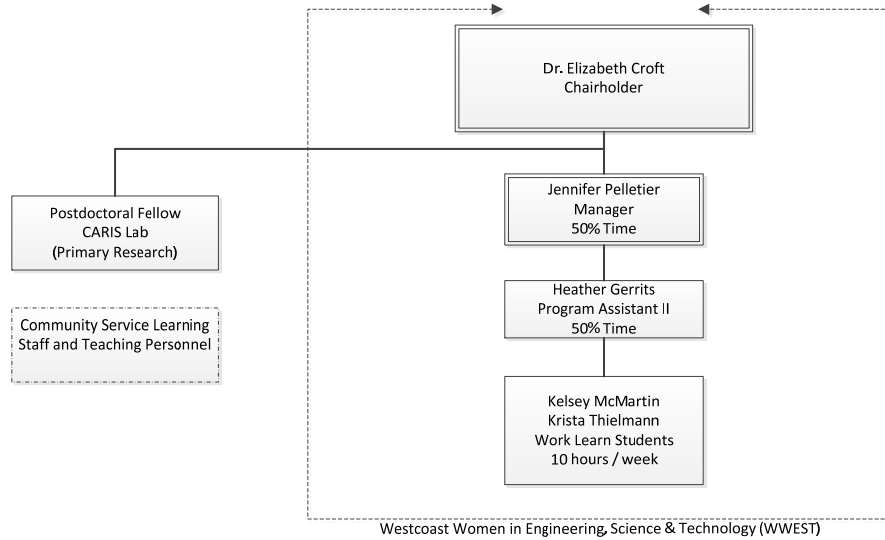 Dr. Elizabeth Croft
Chairholder
Jennifer Pelletier
Manager
50% Time
Postdoctoral Fellow
CARIS Lab
(Primary Research)
Heather Gerrits
Program Assistant II
50% Time
Community Service Learning
Staff and Teaching Personnel
Kelsey McMartin
Krista Thielmann
Work Learn Students
10 hours / week
Westcoast Women in Engineering, Science & Technology (WWEST)